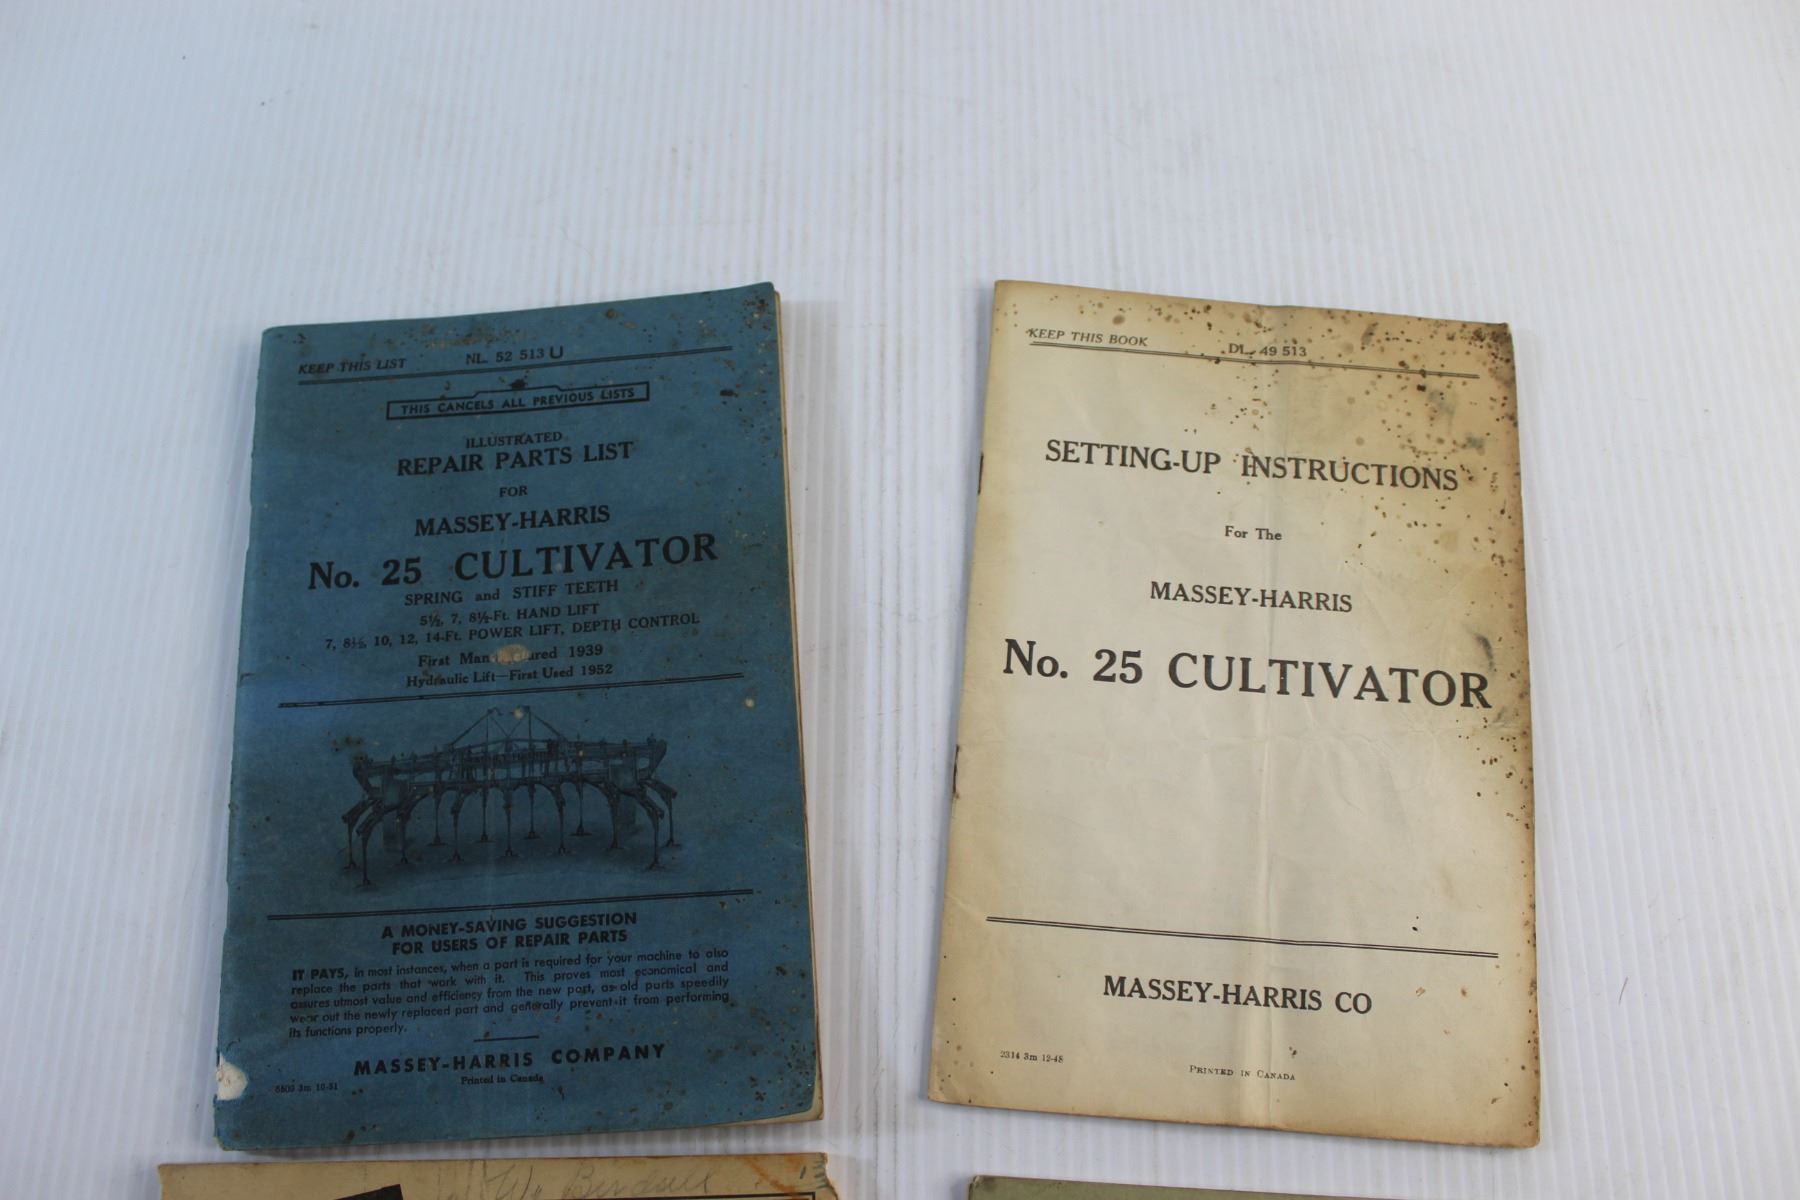 KEEP THIS LIST NL 52 513 U
THIS CANCELS ALL PREVIOUS LISTS
ILLUSTRATED
REPAIR PARTS LIST
FOR
MASSEY-HARRIS
No. 25 CULTIVATOR
SPRING and STIFF TEETH
5½, 7, 8½-Ft. HAND LIFT
7, 8½, 10, 12, 14-Ft. POWER LIFT, DEPTH CONTROL
First Manufactured 1939
Hydraulic Lift—First Used 1952
A MONEY-SAVING SUGGESTION
FOR USERS OF REPAIR PARTS
IT PAYS, in most instances, when a part is required for your machine to also
replace the parts that work with it. This proves most economical and
assures utmost value and efficiency from the new part, as old parts speedily
wear out the newly replaced part and generally prevent it from performing
its functions properly.
MASSEY-HARRIS COMPANY
Printed in Canada
3m 10-51
KEEP THIS BOOK DL 49 513
SETTING-UP INSTRUCTIONS
For The
MASSEY-HARRIS
No. 25 CULTIVATOR
MASSEY-HARRIS CO
2314 3m 12-48
PRINTED IN CANADA